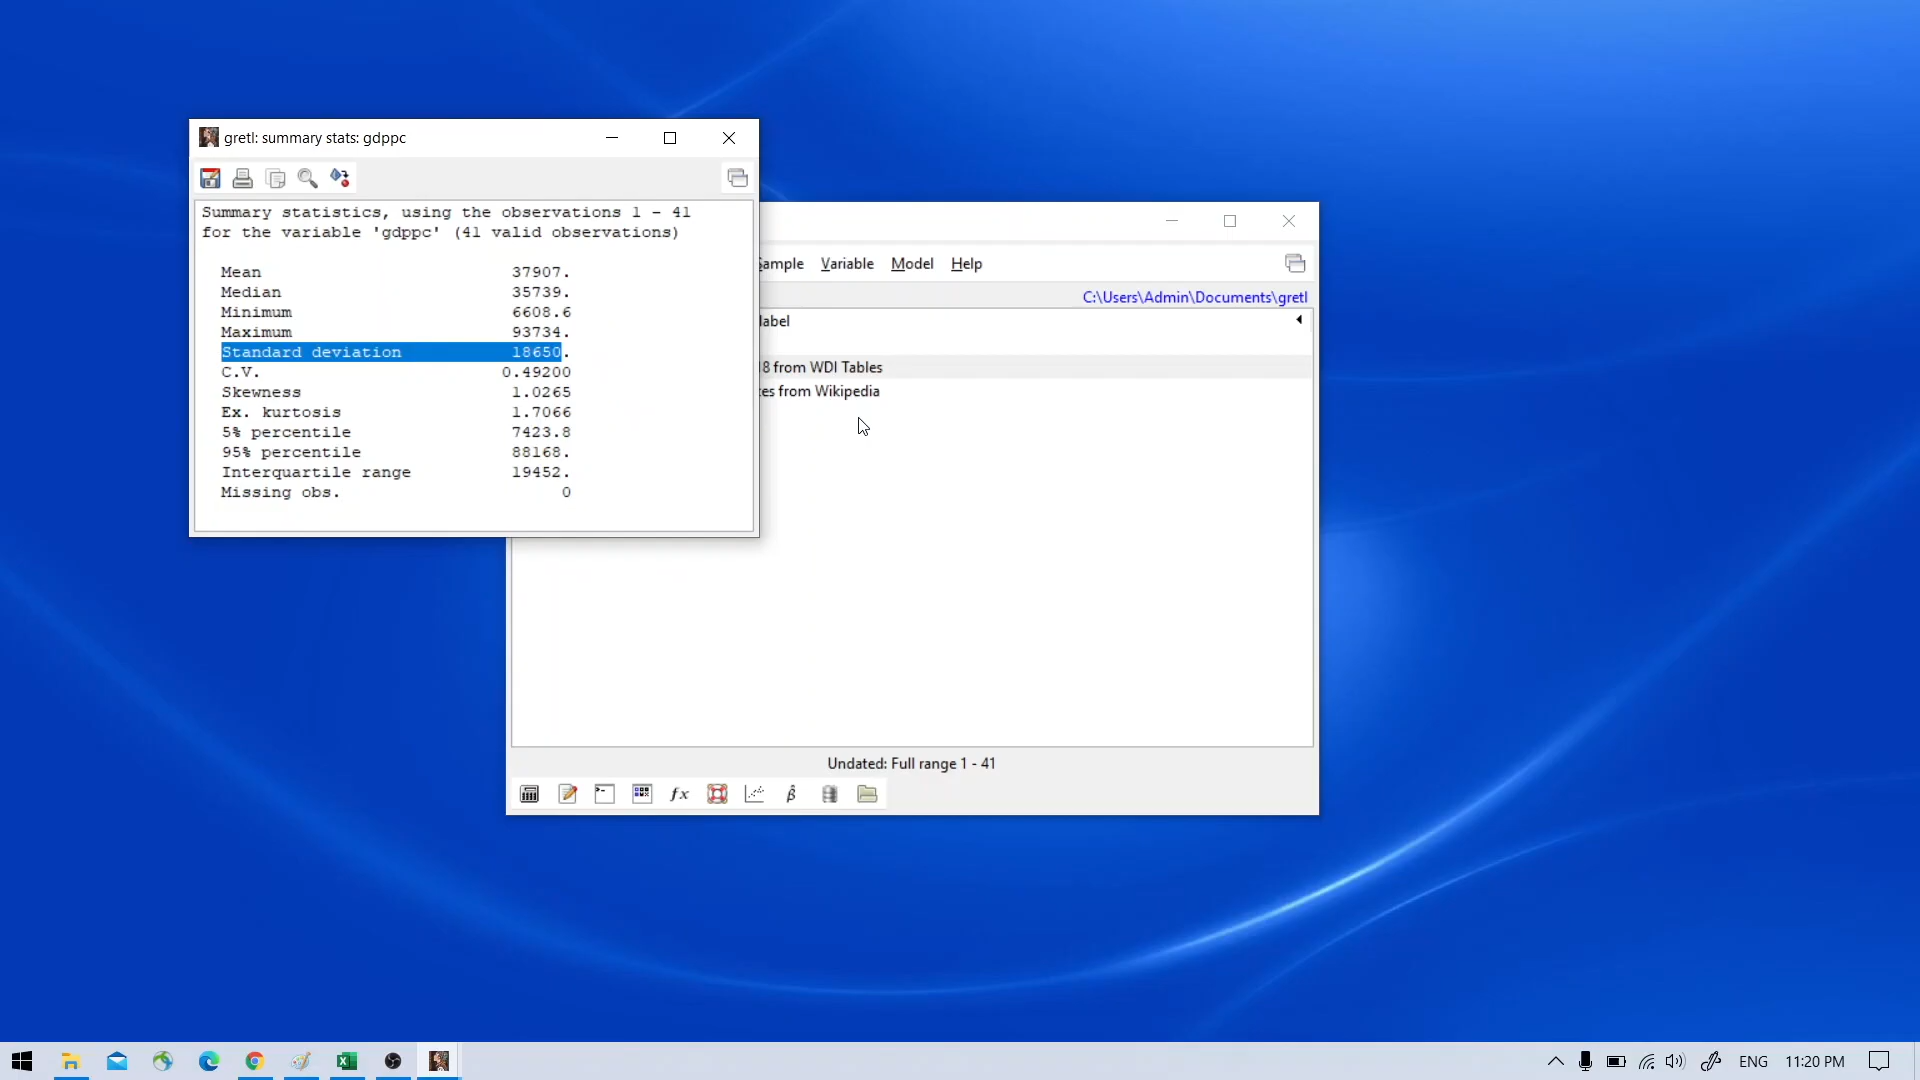 gretl: summary stats: gdppc
Summary statistics, using the observations 1 - 41
for the variable 'gdppc' (41 valid observations)
Mean 37907.
Median 35739.
Minimum 6608.6
Maximum 93734.
Standard deviation 18650.
C.V. 0.49200
Skewness 1.0265
Ex. kurtosis 1.7066
5% percentile 7423.8
95% percentile 88168.
Interquartile range 19452.
Missing obs. 0
Sample Variable Model Help
C:\Users\Admin\Documents\gretl
label
18 from WDI Tables
from Wikipedia
Undated: Full range 1 - 41
fx
β̂
ENG 11:20 PM